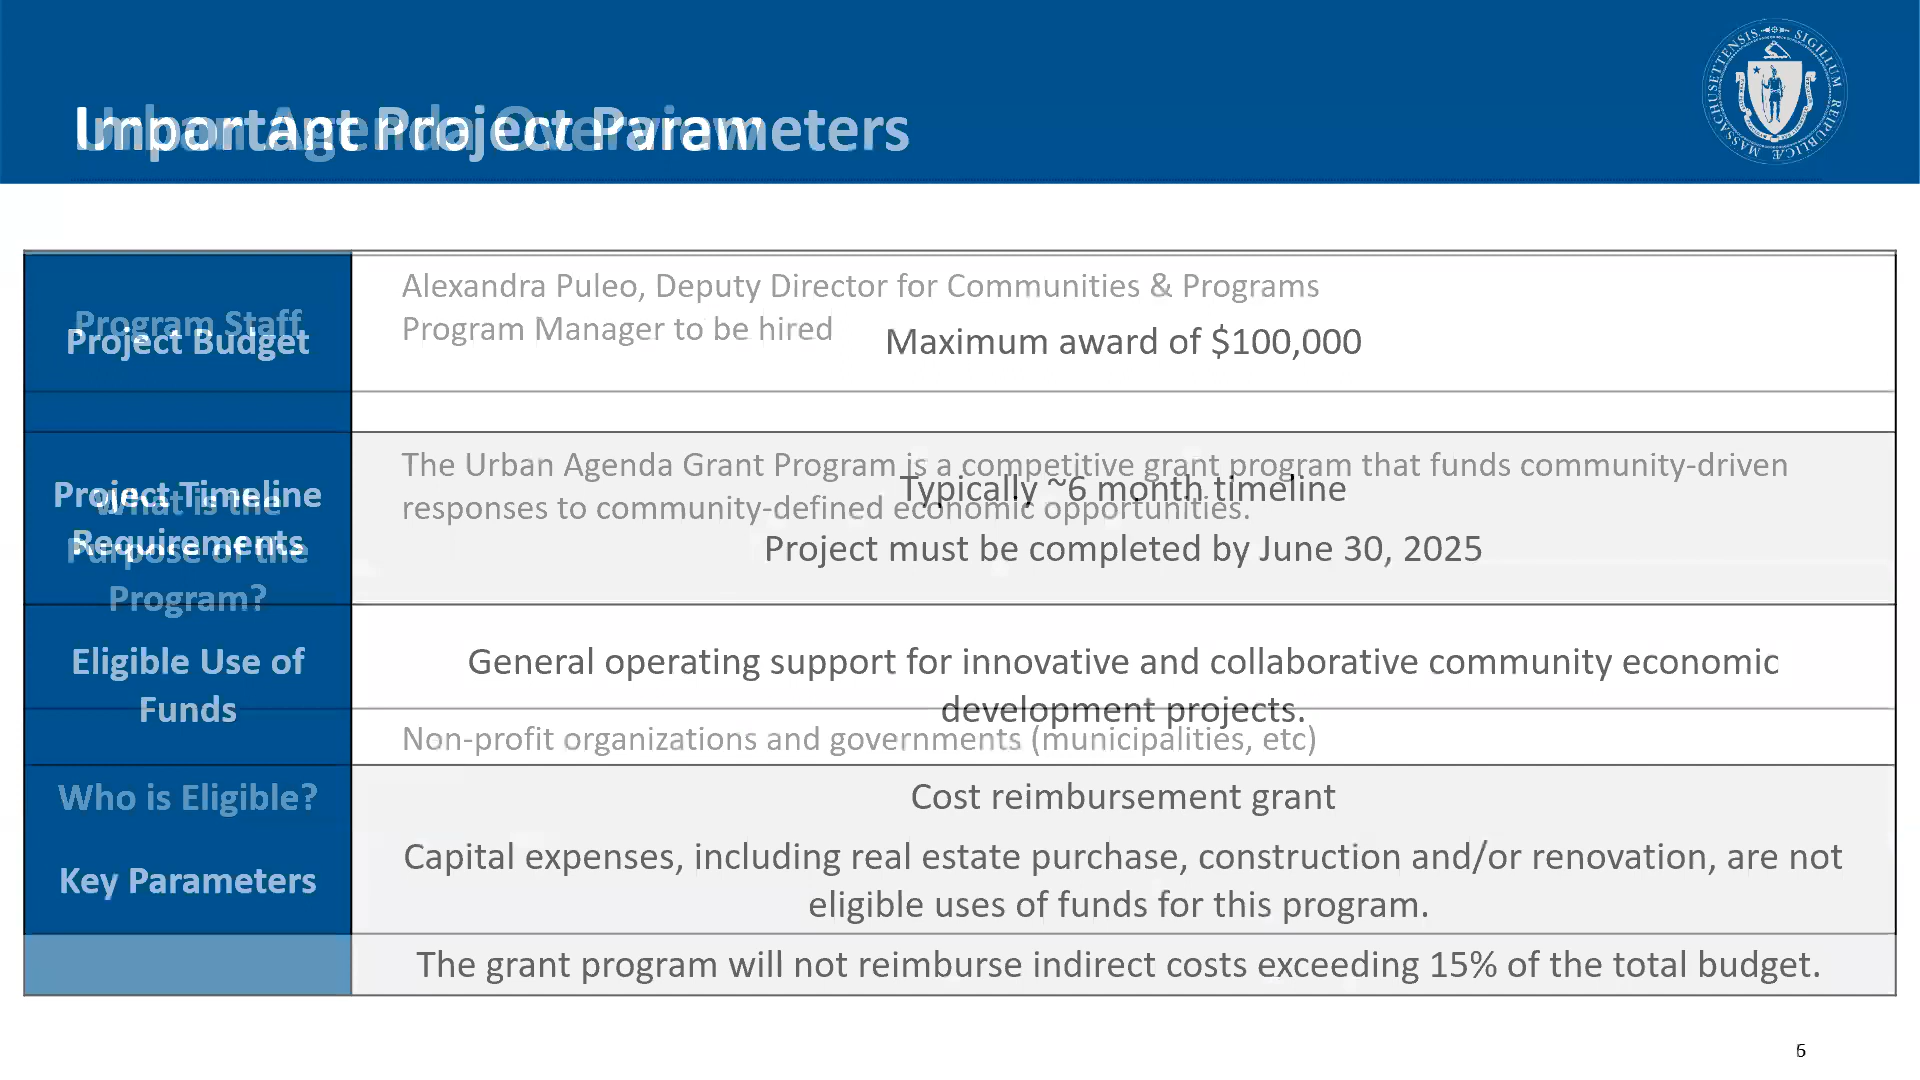 Important Project Parameters
Urban Agenda Overview
MASSACHUSETTENSIS SIGILLUM REIPUBLICÆ
Program Staff
Alexandra Puleo, Deputy Director for Communities & Programs
Program Manager to be hired
Project Budget
Maximum award of $100,000
What is the
Purpose of the
Program?
The Urban Agenda Grant Program is a competitive grant program that funds community-driven
responses to community-defined economic opportunities.
Project Timeline
Requirements
Typically ~6 month timeline
Project must be completed by June 30, 2025
Eligible Use of
Funds
General operating support for innovative and collaborative community economic
development projects.
Who is Eligible?
Non-profit organizations and governments (municipalities, etc)
Key Parameters
Cost reimbursement grant
Capital expenses, including real estate purchase, construction and/or renovation, are not
eligible uses of funds for this program.
The grant program will not reimburse indirect costs exceeding 15% of the total budget.